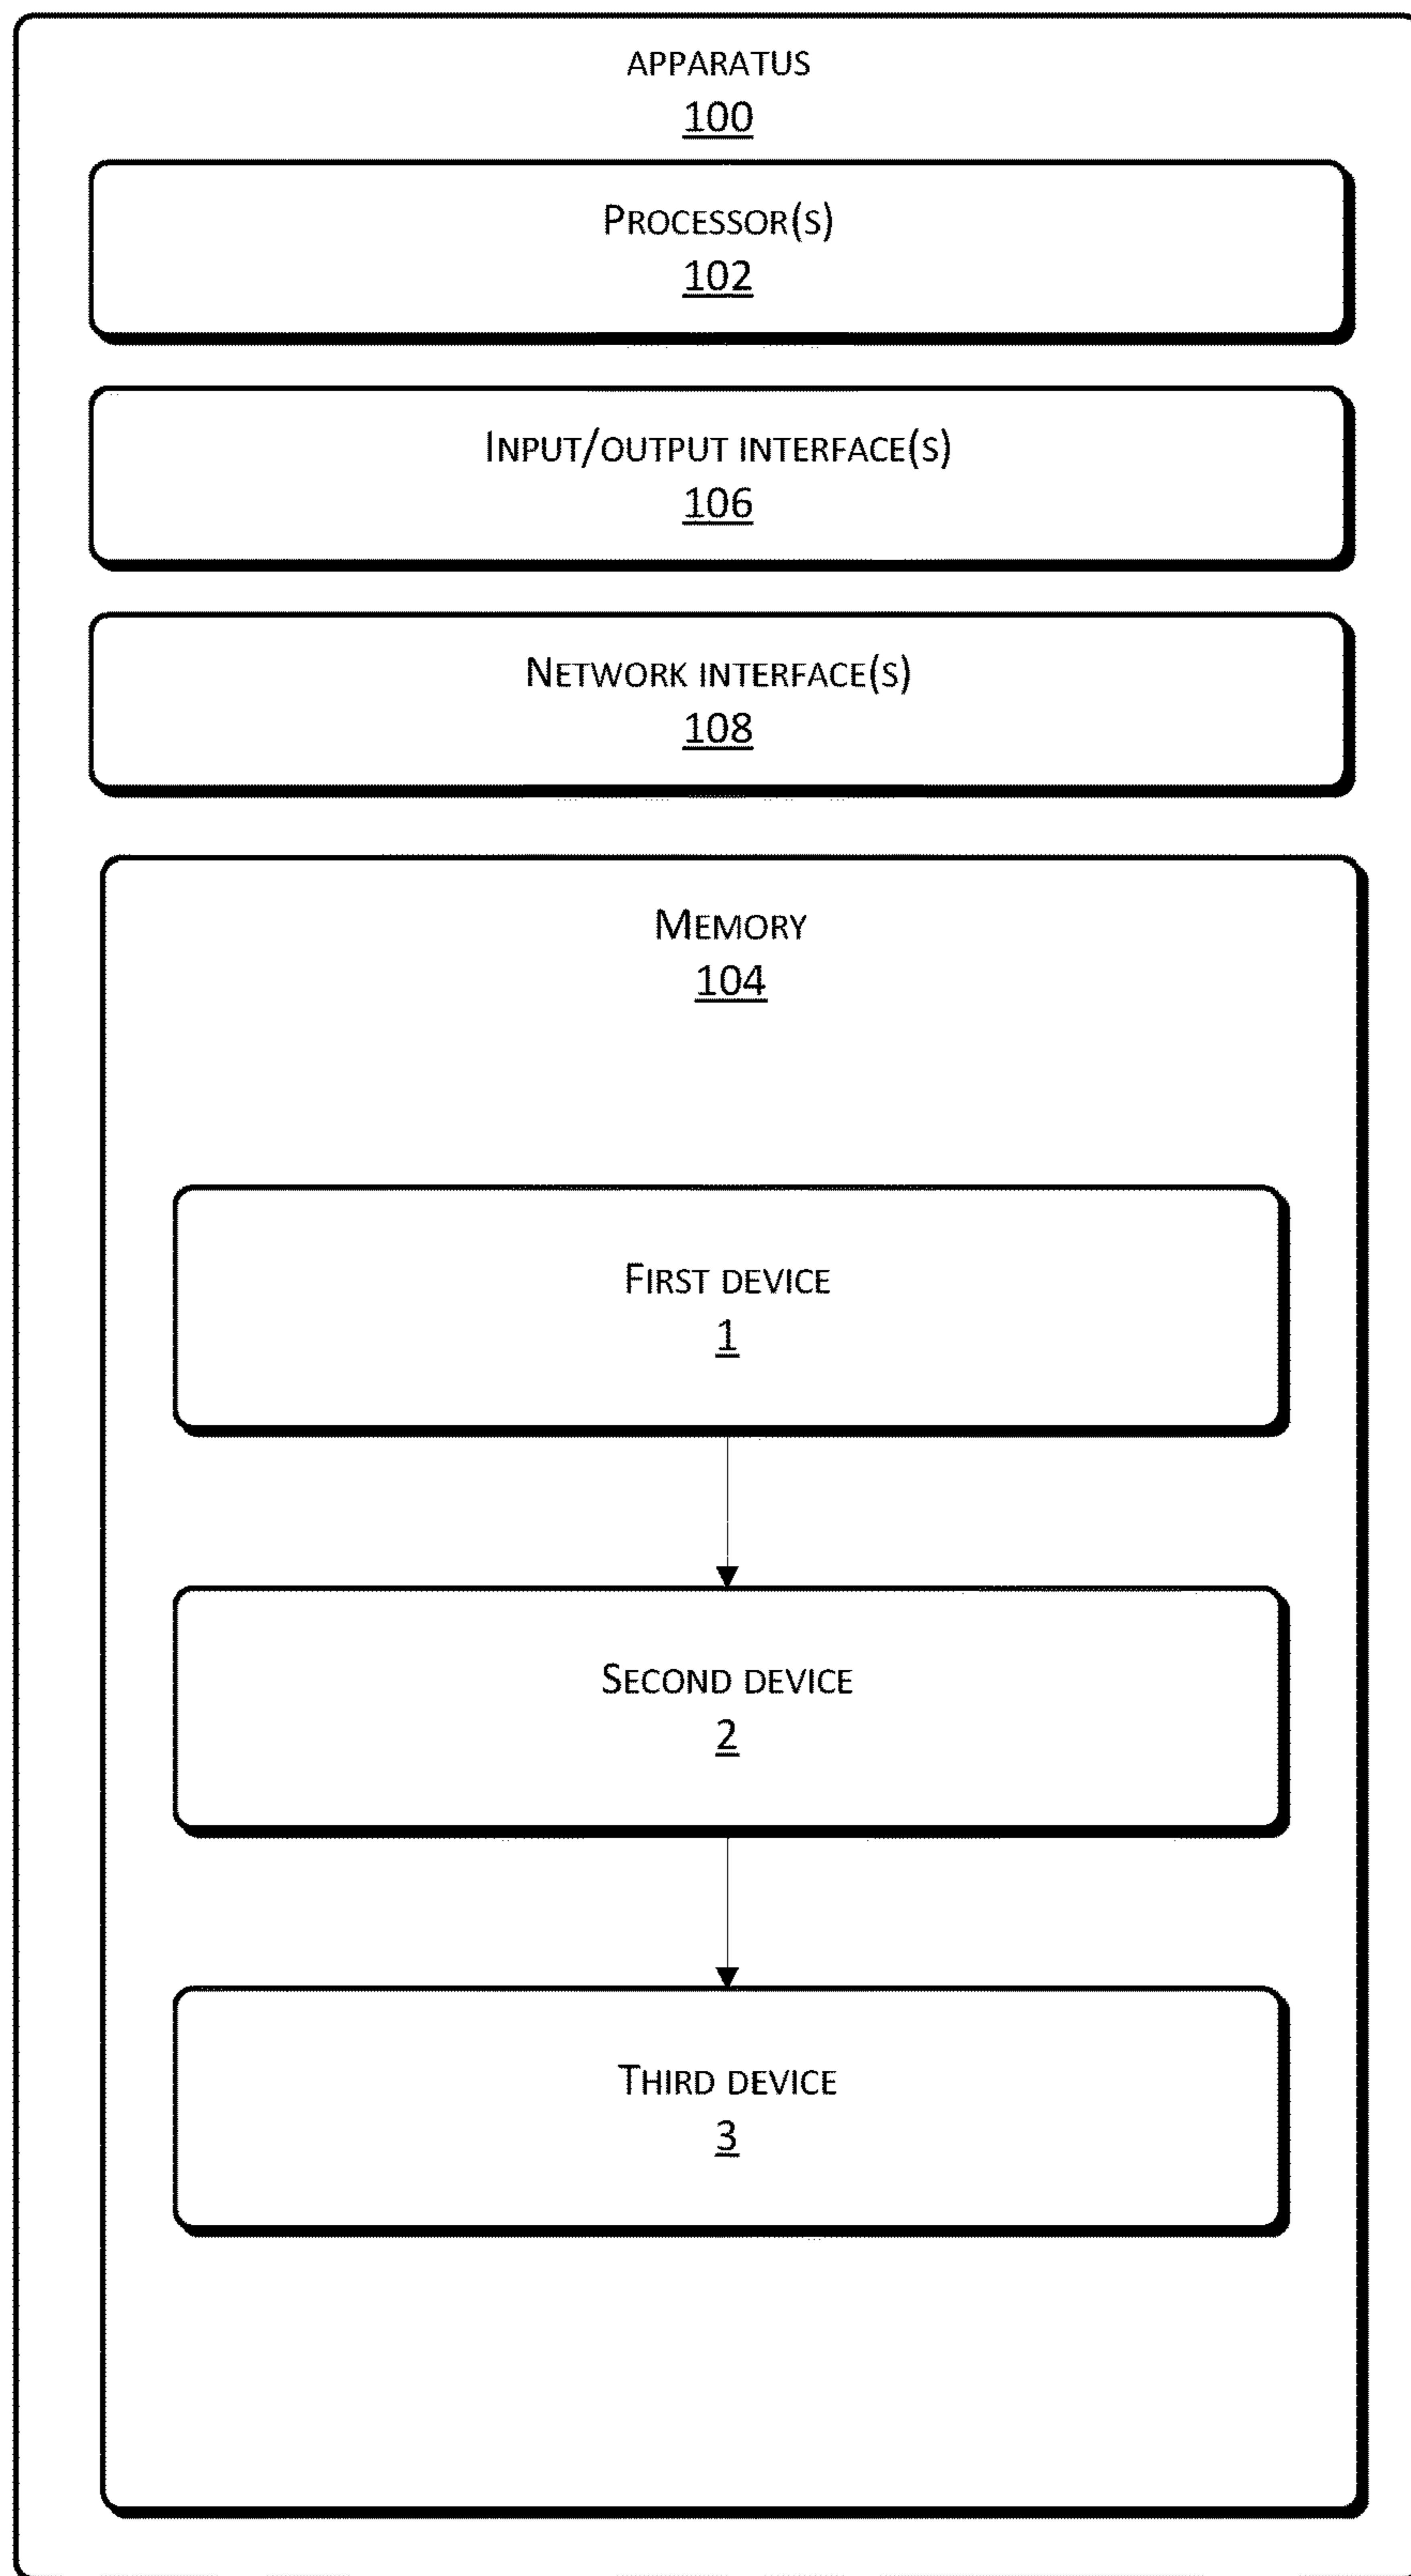 APPARATUS
100
PROCESSOR(S)
102
INPUT/OUTPUT INTERFACE(S)
106
NETWORK INTERFACE(S)
108
MEMORY
104
FIRST DEVICE
1
SECOND DEVICE
2
THIRD DEVICE
3